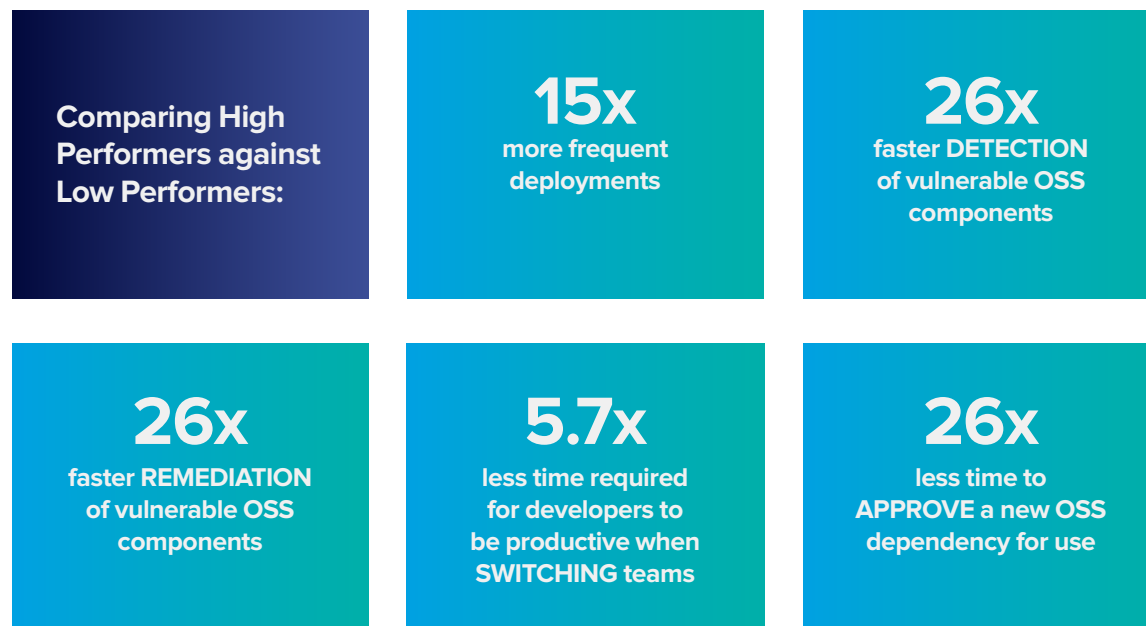 Comparing High
Performers against
Low Performers:
15x
more frequent
deployments
26x
faster DETECTION
of vulnerable OSS
components
26x
faster REMEDIATION
of vulnerable OSS
components
5.7x
less time required
for developers to
be productive when
SWITCHING teams
26x
less time to
APPROVE a new OSS
dependency for use